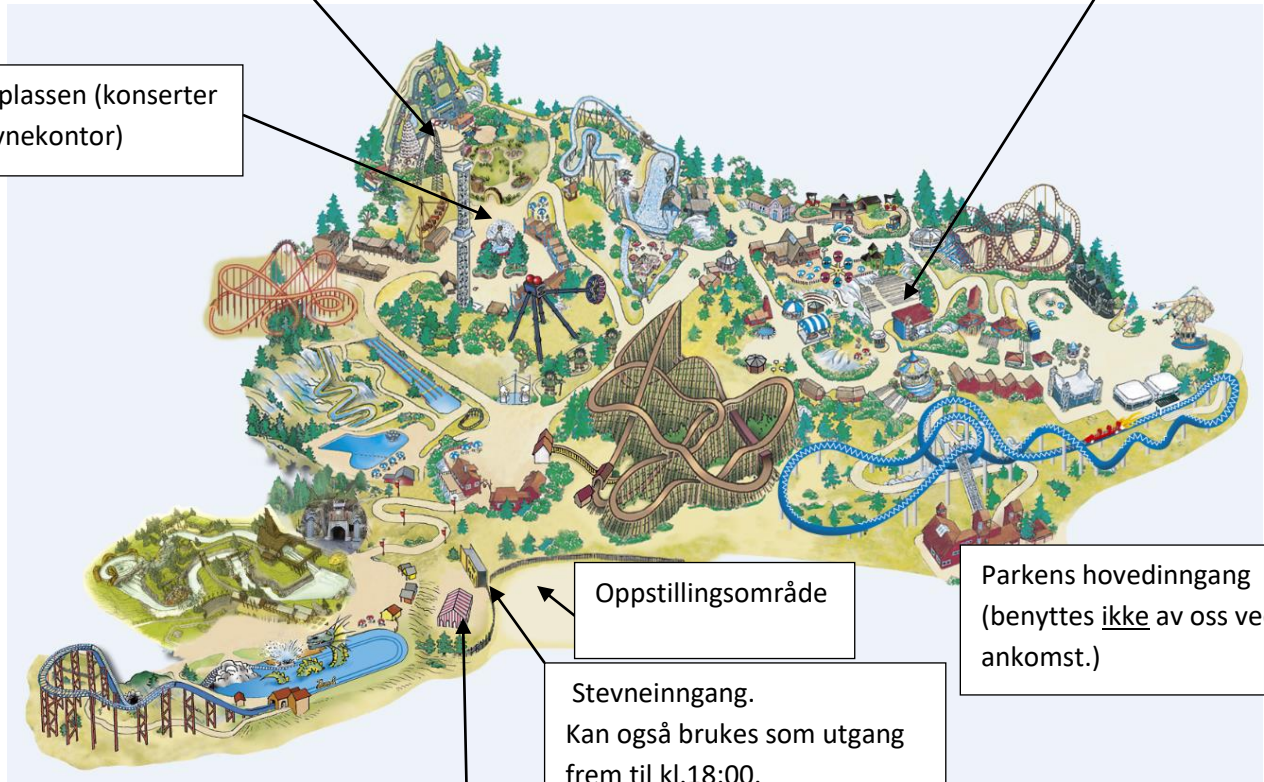 plassen (konserter
nekontor)
Oppstillingsområde
Parkens hovedinngang
(benyttes ikke av oss ve
ankomst.)
Stevneinngang.
Kan også brukes som utgang
frem til kl.18:00.